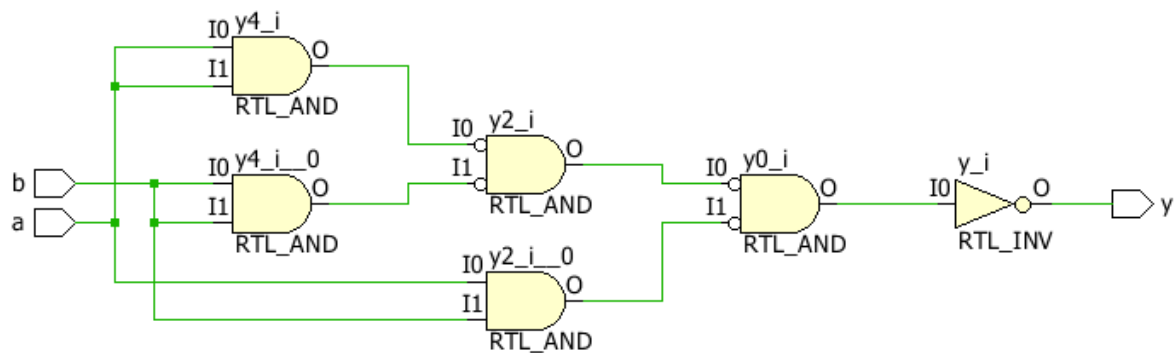 y4_i
I0
O
I1
RTL_AND
y2_i
I0
O
I1
RTL_AND
y4_i__0
I0
O
I1
RTL_AND
y0_i
I0
O
I1
RTL_AND
y_i
I0
O
RTL_INV
b
a
y
y2_i__0
I0
O
I1
RTL_AND